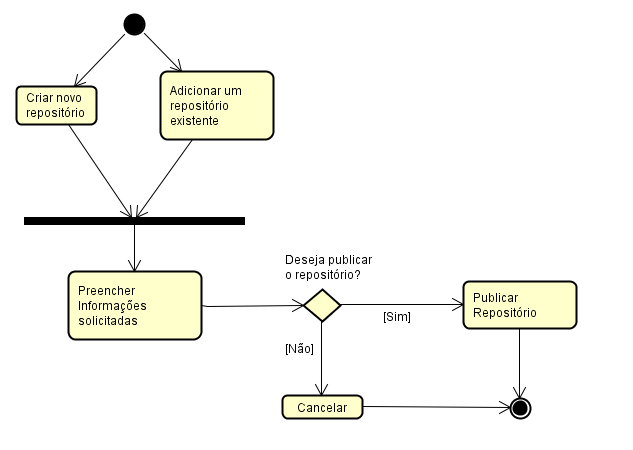 Criar novo
repositório
Adicionar um
repositório
existente
Preencher
Informações
solicitadas
Deseja publicar
o repositório?
[Sim]
Publicar
Repositório
[Não]
Cancelar